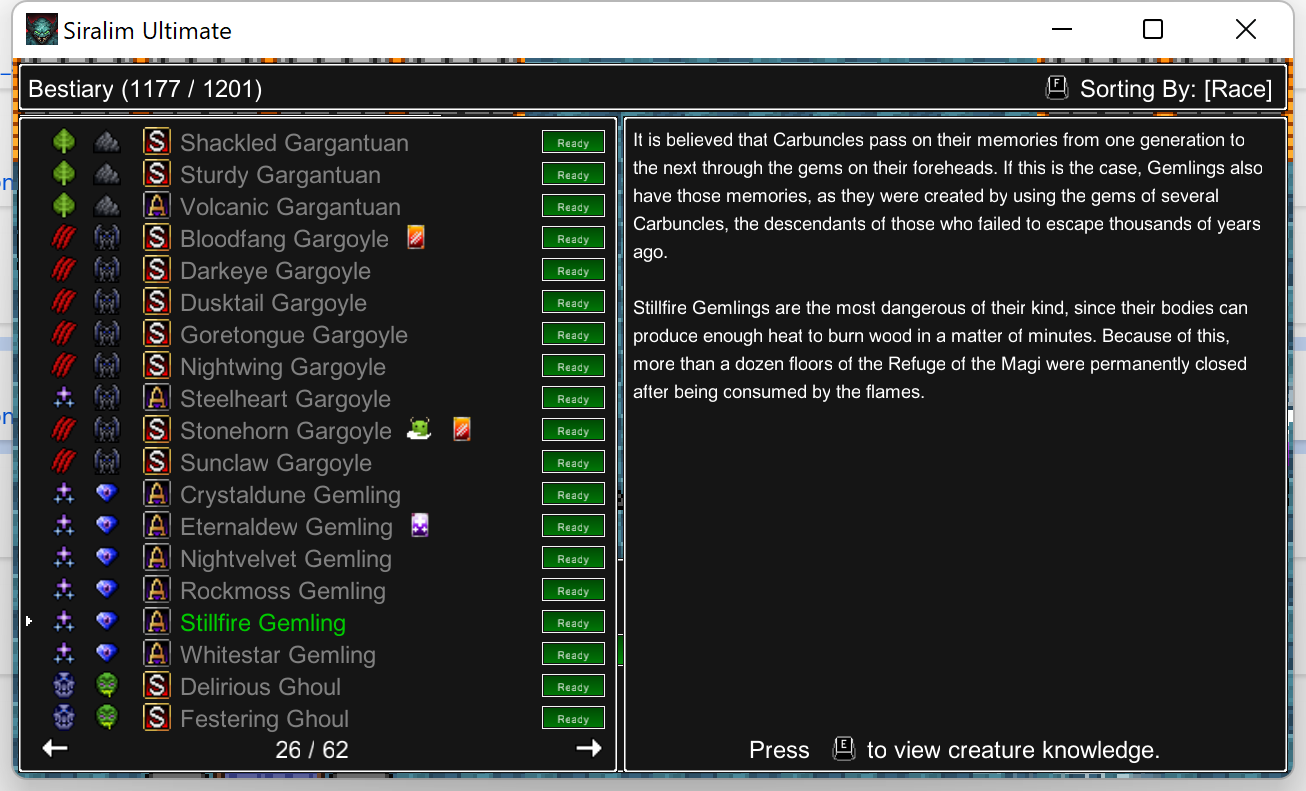 Siralim Ultimate
Bestiary (1177 / 1201)
F Sorting By: [Race]
S Shackled Gargantuan Ready
S Sturdy Gargantuan Ready
A Volcanic Gargantuan Ready
S Bloodfang Gargoyle Ready
S Darkeye Gargoyle Ready
S Dusktail Gargoyle Ready
S Goretongue Gargoyle Ready
S Nightwing Gargoyle Ready
A Steelheart Gargoyle Ready
S Stonehorn Gargoyle Ready
S Sunclaw Gargoyle Ready
A Crystaldune Gemling Ready
A Eternaldew Gemling Ready
A Nightvelvet Gemling Ready
A Rockmoss Gemling Ready
A Stillfire Gemling Ready
A Whitestar Gemling Ready
S Delirious Ghoul Ready
S Festering Ghoul Ready
26 / 62
It is believed that Carbuncles pass on their memories from one generation to
the next through the gems on their foreheads. If this is the case, Gemlings also
have those memories, as they were created by using the gems of several
Carbuncles, the descendants of those who failed to escape thousands of years
ago.
Stillfire Gemlings are the most dangerous of their kind, since their bodies can
produce enough heat to burn wood in a matter of minutes. Because of this,
more than a dozen floors of the Refuge of the Magi were permanently closed
after being consumed by the flames.
Press E to view creature knowledge.